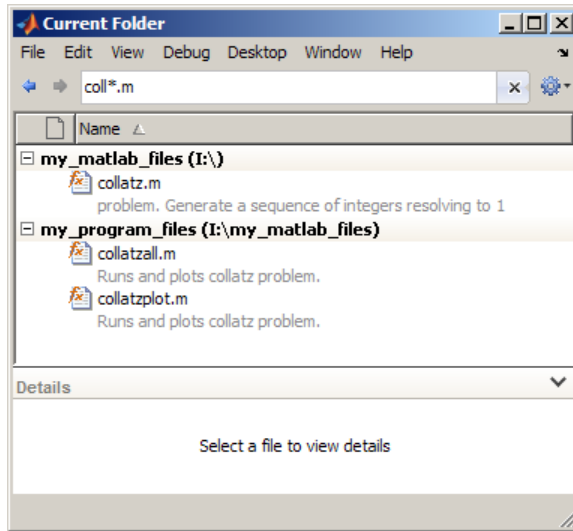 Current Folder
File Edit View Debug Desktop Window Help
coll*.m
Name
my_matlab_files (I:\)
collatz.m
problem. Generate a sequence of integers resolving to 1
my_program_files (I:\my_matlab_files)
collatzall.m
Runs and plots collatz problem.
collatzplot.m
Runs and plots collatz problem.
Details
Select a file to view details